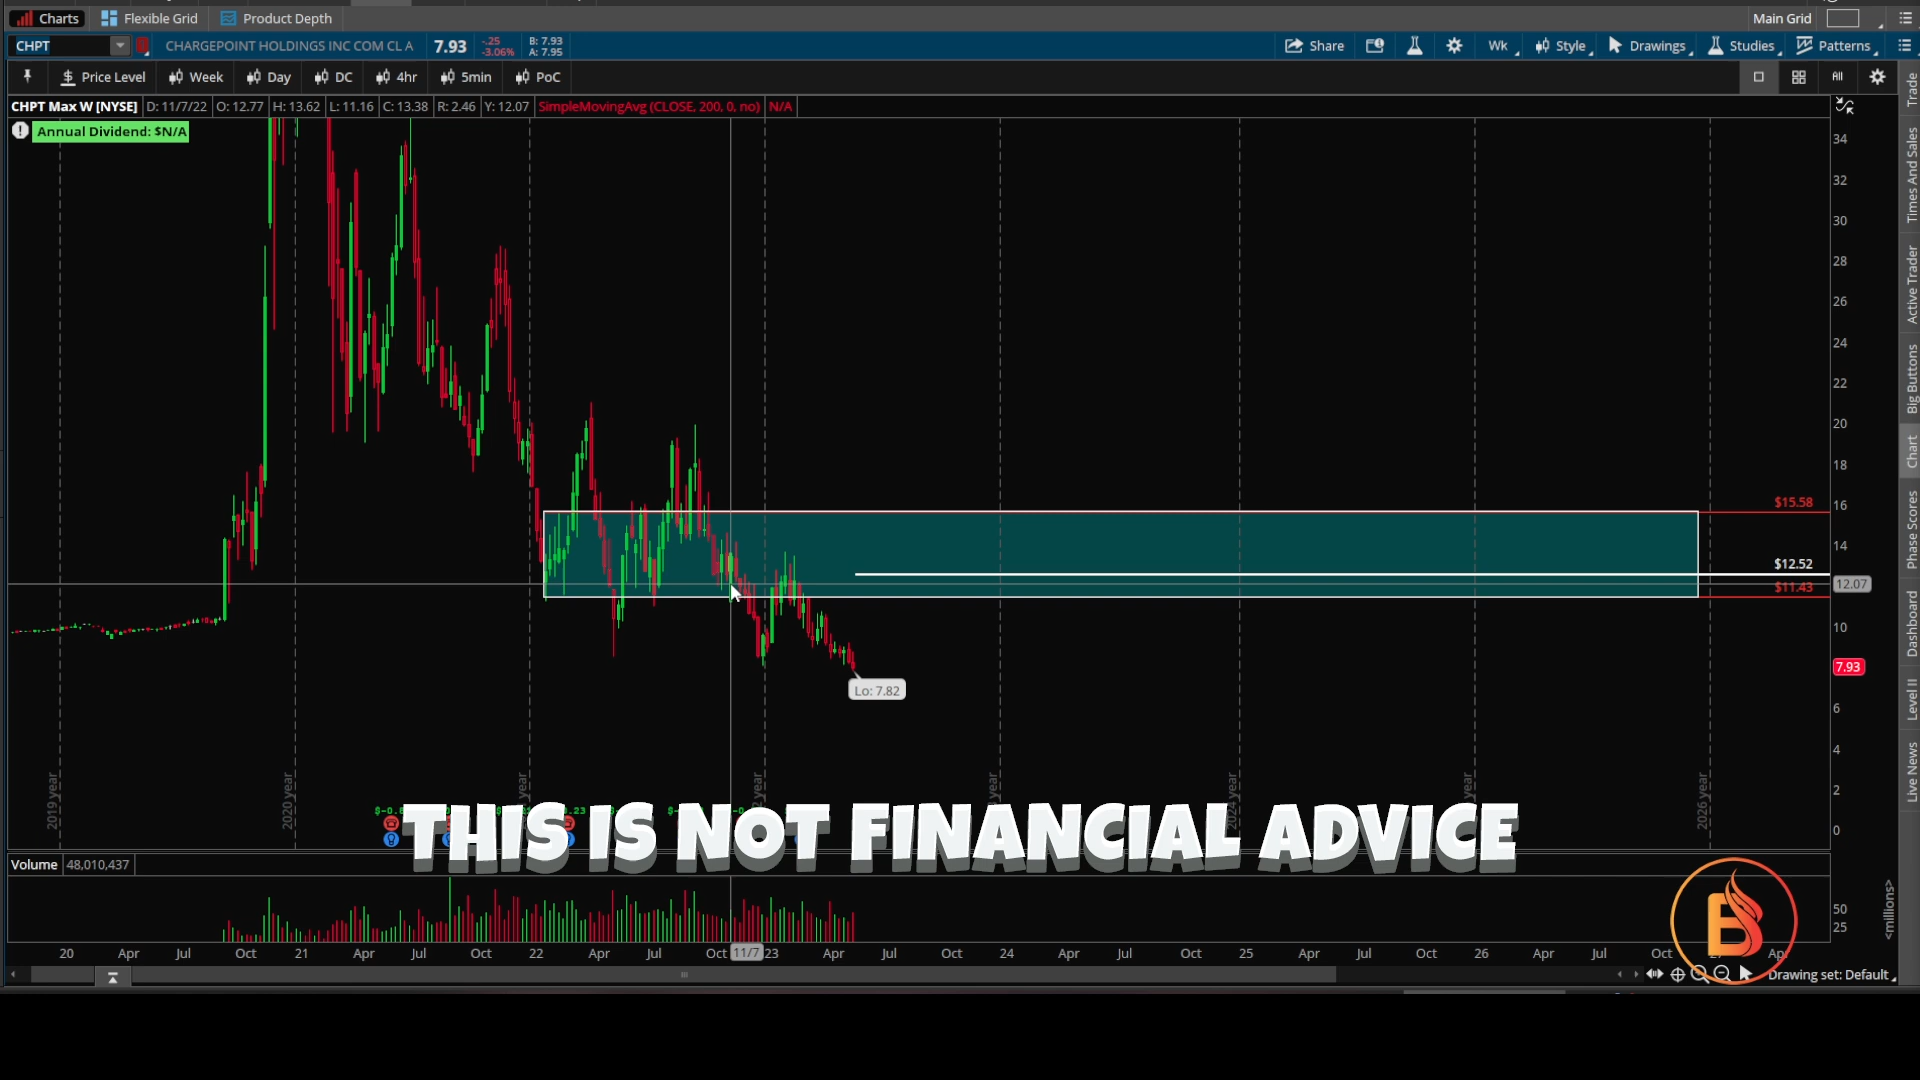 Charts Flexible Grid Product Depth Main Grid
CHPT CHARGEPOINT HOLDINGS INC COM CL A 7.93 -.25 -3.06% B: 7.93 A: 7.95 Share Wk Style Drawings Studies Patterns
$ Price Level Week Day DC 4hr 5min PoC All
CHPT Max W [NYSE] D: 11/7/22 O: 12.77 H: 13.62 L: 11.16 C: 13.38 R: 2.46 Y: 12.07 SimpleMovingAvg (CLOSE, 200, 0, no) N/A
Annual Dividend: $N/A
34
32
30
28
26
24
22
20
18
16
14
12.07
10
7.93
6
4
2
0
$15.58
$12.52
$11.43
Lo: 7.82
2019 year
2020 year
2026 year
THIS IS NOT FINANCIAL ADVICE
Volume 48,010,437
50
25
<millions>
20 Apr Jul Oct 21 Apr Jul Oct 22 Apr Jul Oct 11/7 23 Apr Jul Oct 24 Apr Jul Oct 25 Apr Jul Oct 26 Apr Jul Oct
Drawing set: Default
Trade
Times And Sales
Active Trader
Big Buttons
Chart
Phase Scores
Dashboard
Level II
Live News
B